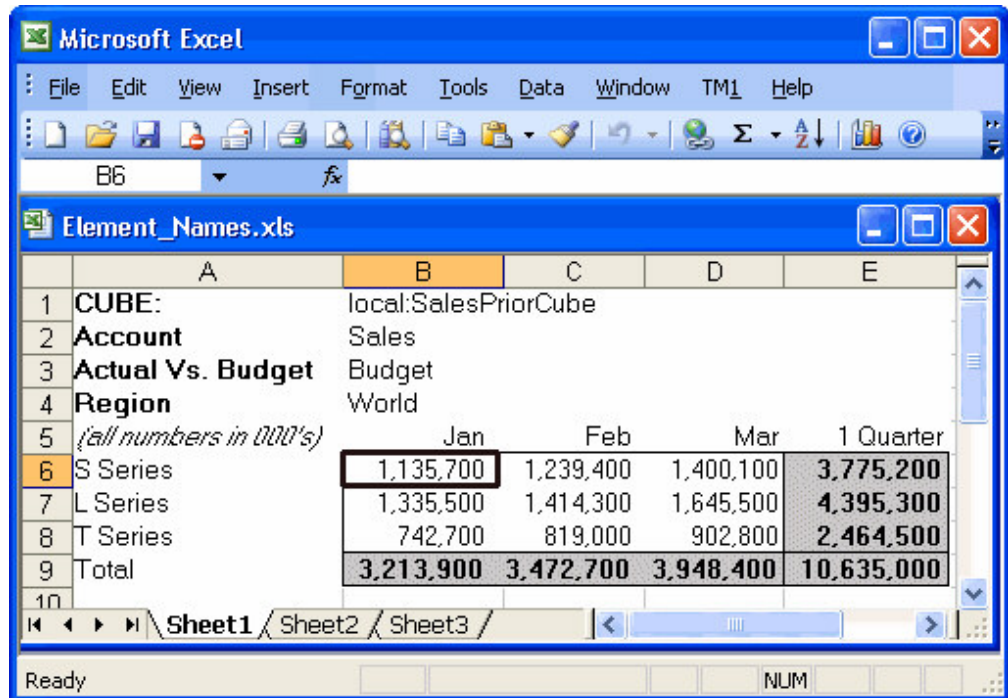 Microsoft Excel
File Edit View Insert Format Tools Data Window TM1 Help
B6 fx
Element_Names.xls
A B C D E
1 CUBE: local:SalesPriorCube
2 Account Sales
3 Actual Vs. Budget Budget
4 Region World
5 (all numbers in 000's) Jan Feb Mar 1 Quarter
6 S Series 1,135,700 1,239,400 1,400,100 3,775,200
7 L Series 1,335,500 1,414,300 1,645,500 4,395,300
8 T Series 742,700 819,000 902,800 2,464,500
9 Total 3,213,900 3,472,700 3,948,400 10,635,000
10
Sheet1 Sheet2 Sheet3
Ready NUM